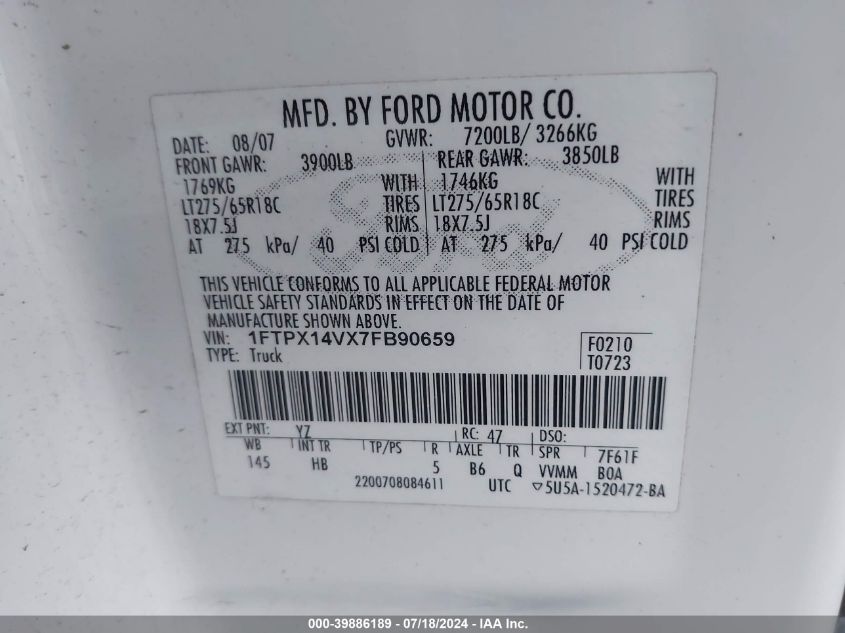 MFD. BY FORD MOTOR CO.
DATE: 08/07 GVWR: 7200LB/ 3266KG
FRONT GAWR: 3900LB REAR GAWR: 3850LB
1769KG WITH 1746KG WITH
LT275/65R18C TIRES LT275/65R18C TIRES
18X7.5J RIMS 18X7.5J RIMS
AT 275 kPa/ 40 PSI COLD AT 275 kPa/ 40 PSI COLD
THIS VEHICLE CONFORMS TO ALL APPLICABLE FEDERAL MOTOR
VEHICLE SAFETY STANDARDS IN EFFECT ON THE DATE OF
MANUFACTURE SHOWN ABOVE.
VIN: 1FTPX14VX7FB90659 F0210
TYPE: Truck T0723
EXT PNT: YZ RC: 47 DSO:
WB INT TR TP/PS R AXLE TR SPR 7F61F
145 HB 5 B6 Q VVMM BOA
2200708084611 UTC ▽5U5A-1520472-BA
000-39886189 - 07/18/2024 - IAA Inc.